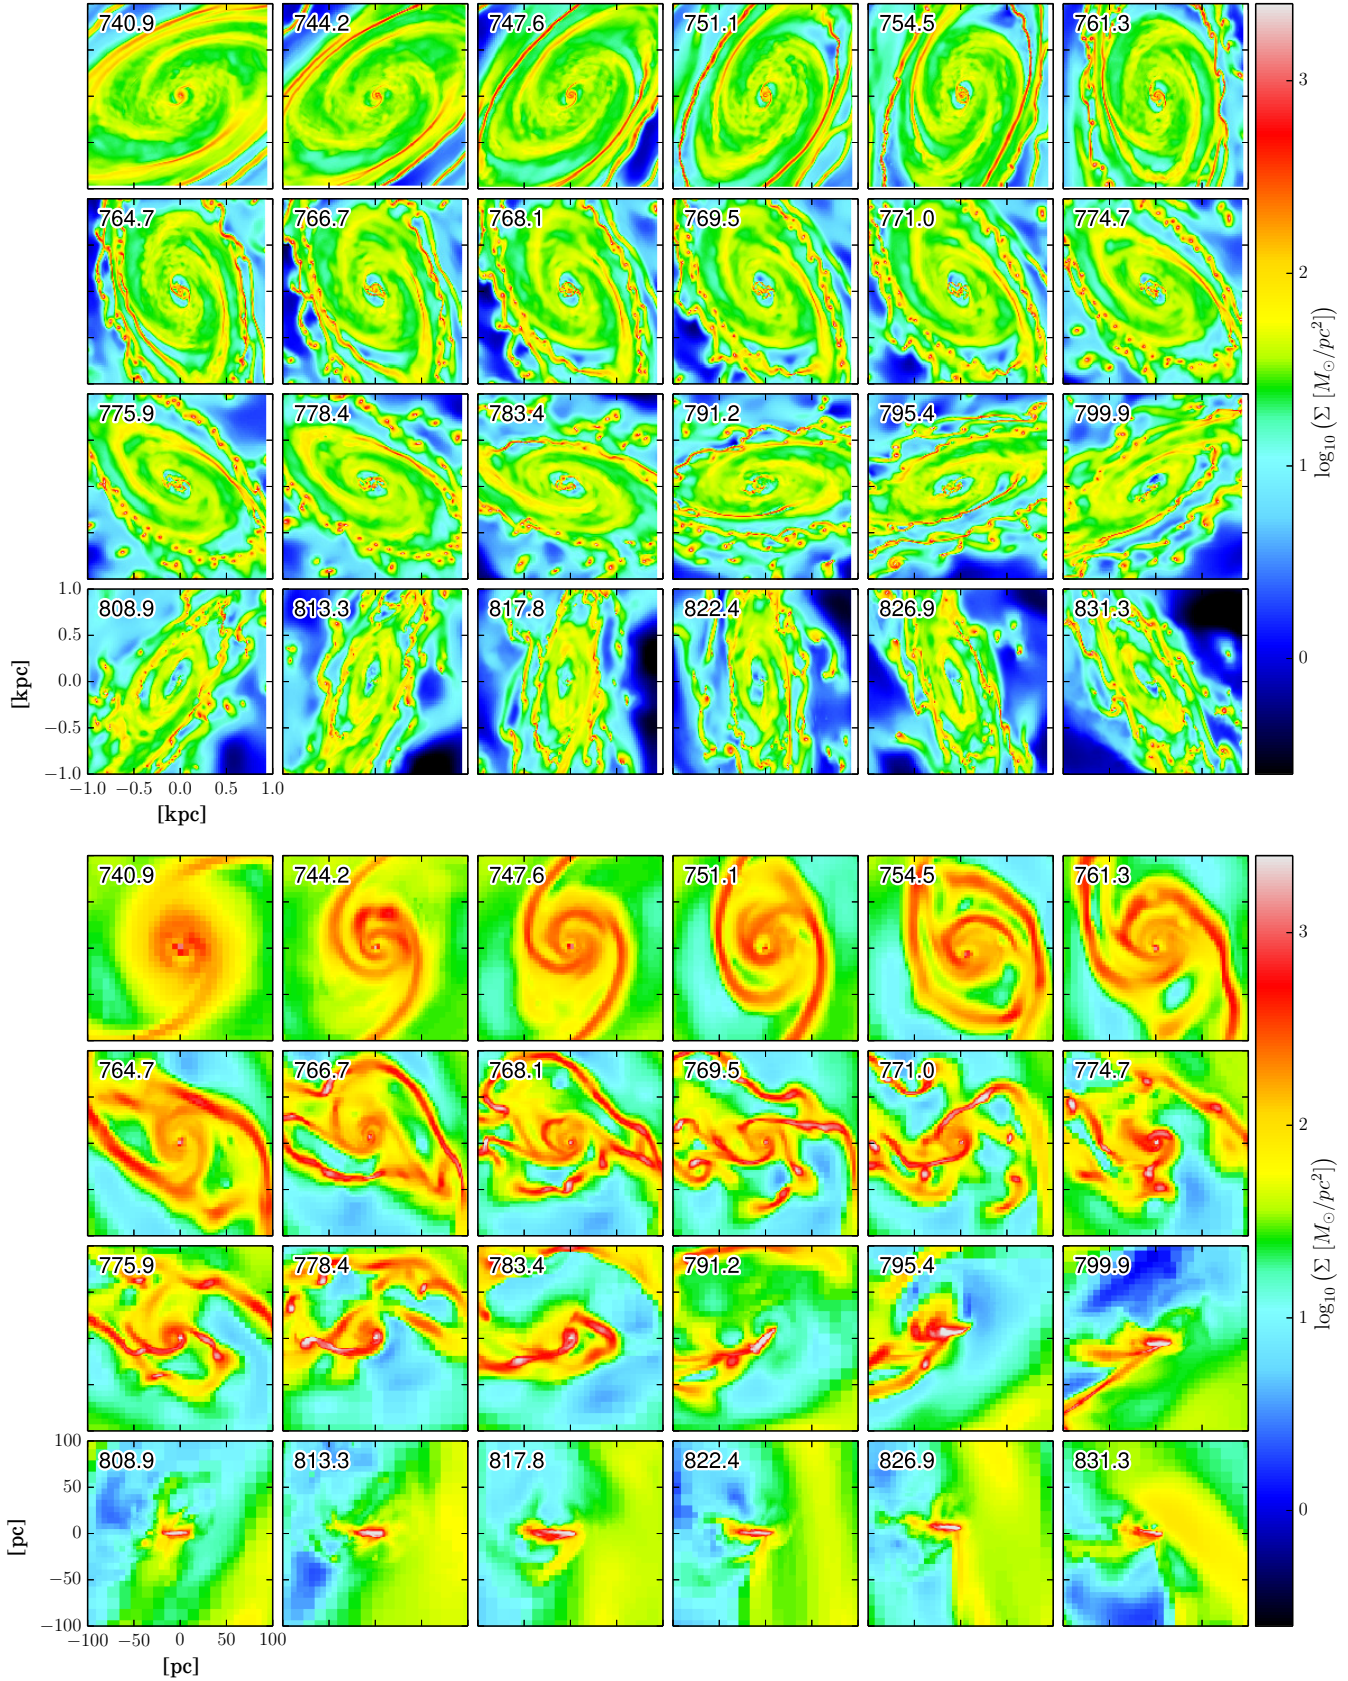 740.9 744.2 747.6 751.1 754.5 761.3
3
764.7 766.7 768.1 769.5 771.0 774.7
2
log₁₀ (Σ [M⊙/pc²])
775.9 778.4 783.4 791.2 795.4 799.9
1
1.0
808.9 813.3 817.8 822.4 826.9 831.3
0.5
0
[kpc]
0.0
−0.5
−1.0
−1.0 −0.5 0.0 0.5 1.0
[kpc]
740.9 744.2 747.6 751.1 754.5 761.3
3
764.7 766.7 768.1 769.5 771.0 774.7
2
log₁₀ (Σ [M⊙/pc²])
775.9 778.4 783.4 791.2 795.4 799.9
1
100
808.9 813.3 817.8 822.4 826.9 831.3
50
0
[pc]
0
−50
−100
−100 −50 0 50 100
[pc]